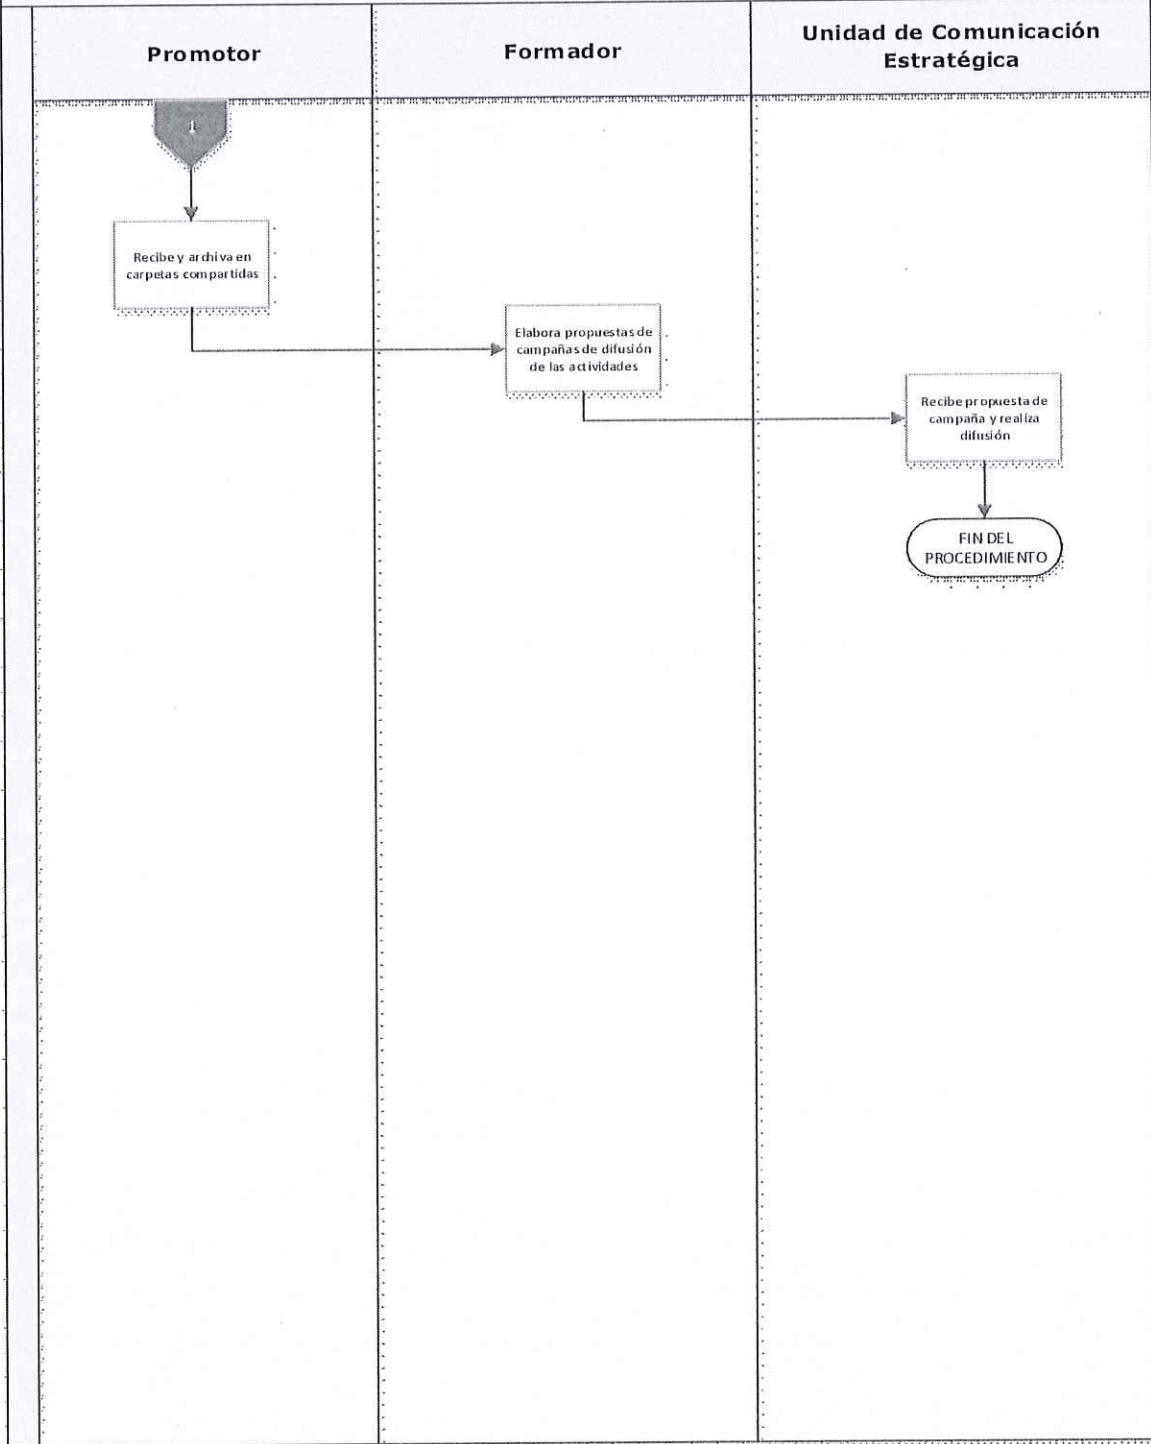 Promotor
Formador
Unidad de Comunicación
Estratégica
1
Recibe y archiva en
carpetas compartidas
Elabora propuestas de
campañas de difusión
de las actividades
Recibe propuesta de
campaña y realiza
difusión
FIN DEL
PROCEDIMIENTO